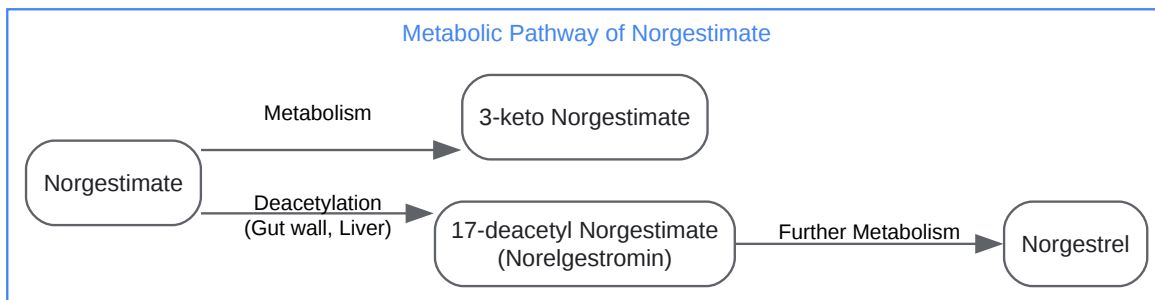 Metabolic Pathway of Norgestimate
Metabolism
3-keto Norgestimate
Norgestimate
Deacetylation
(Gut wall, Liver)
17-deacetyl Norgestimate
(Norelgestromin)
Further Metabolism
Norgestrel